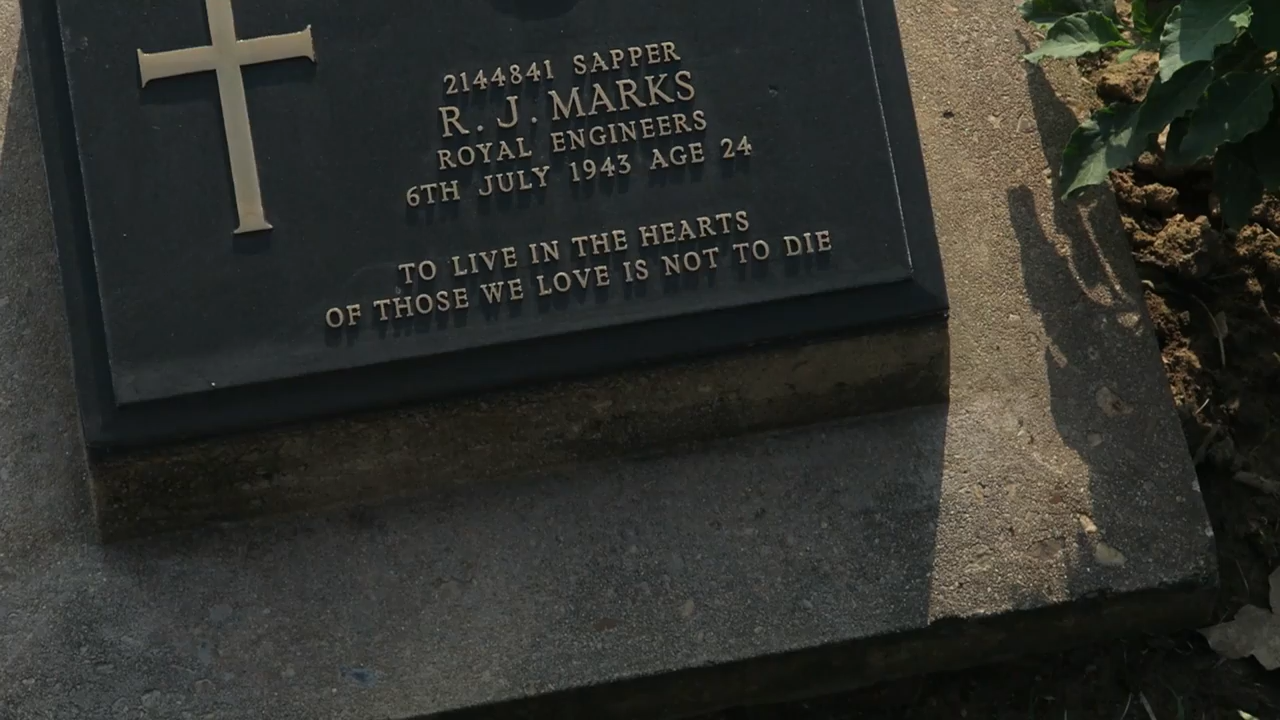 2144841 SAPPER
R. J. MARKS
ROYAL ENGINEERS
6TH JULY 1943 AGE 24
TO LIVE IN THE HEARTS
OF THOSE WE LOVE IS NOT TO DIE